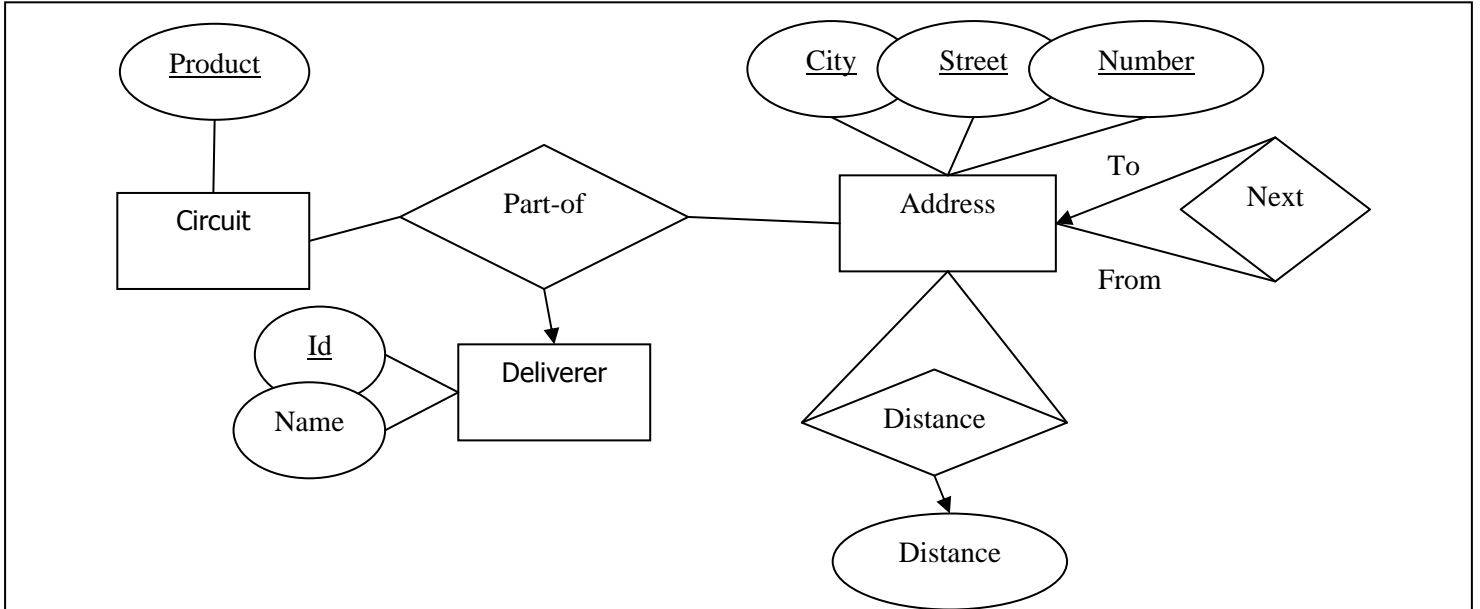 Product
City Street Number
To
Circuit Part-of Address Next
From
Id
Deliverer
Name Distance
Distance